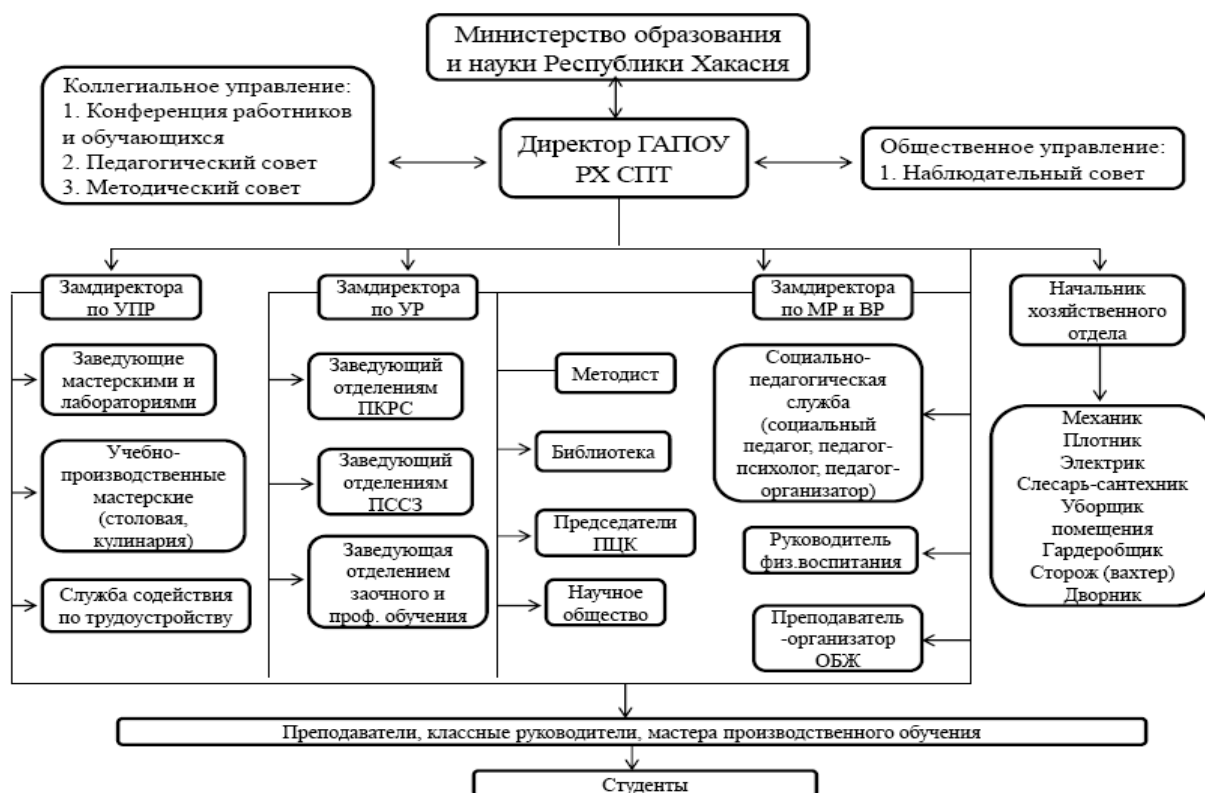 Министерство образования
и науки Республики Хакасия
Коллегиальное управление:
1. Конференция работников
и обучающихся
2. Педагогический совет
3. Методический совет
Директор ГАПОУ
РХ СПТ
Общественное управление:
1. Наблюдательный совет
Замдиректора
по УПР
Замдиректора
по УР
Замдиректора
по МР и ВР
Начальник
хозяйственного
отдела
Заведующие
мастерскими и
лабораториями
Учебно-
производственные
мастерские
(столовая,
кулинария)
Служба содействия
по трудоустройству
Заведующий
отделениям
ПКРС
Заведующий
отделениям
ПССЗ
Заведующая
отделением
заочного и
проф. обучения
Методист
Библиотека
Председатели
ПЦК
Научное
общество
Социально-
педагогическая
служба
(социальный
педагог, педагог-
психолог, педагог-
организатор)
Руководитель
физ.воспитания
Преподаватель
-организатор
ОБЖ
Механик
Плотник
Электрик
Слесарь-сантехник
Уборщик
помещения
Гардеробщик
Сторож (вахтер)
Дворник
Преподаватели, классные руководители, мастера производственного обучения
Студенты